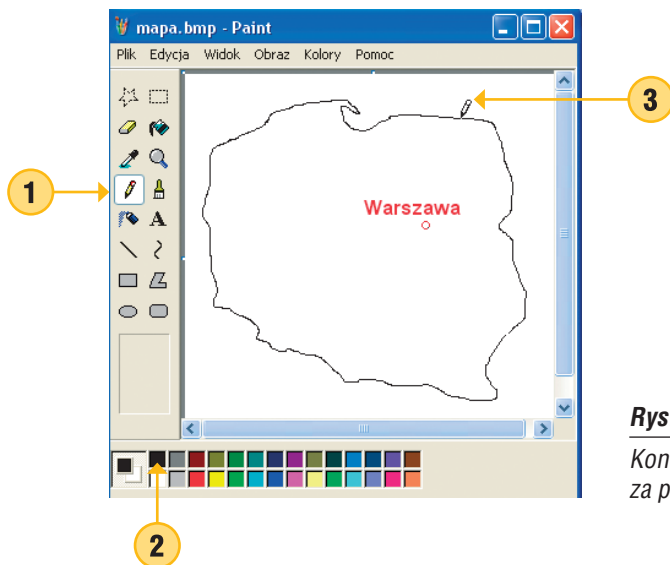 mapa.bmp - Paint
Plik Edycja Widok Obraz Kolory Pomoc
3
1
Warszawa
A
Rys
Kon
za p
2